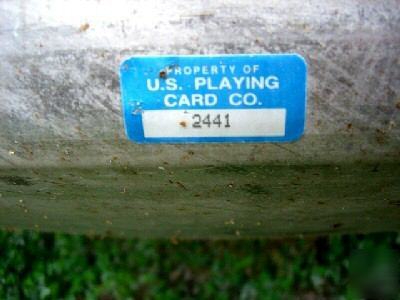 PROPERTY OF
U.S. PLAYING
CARD CO.
2441